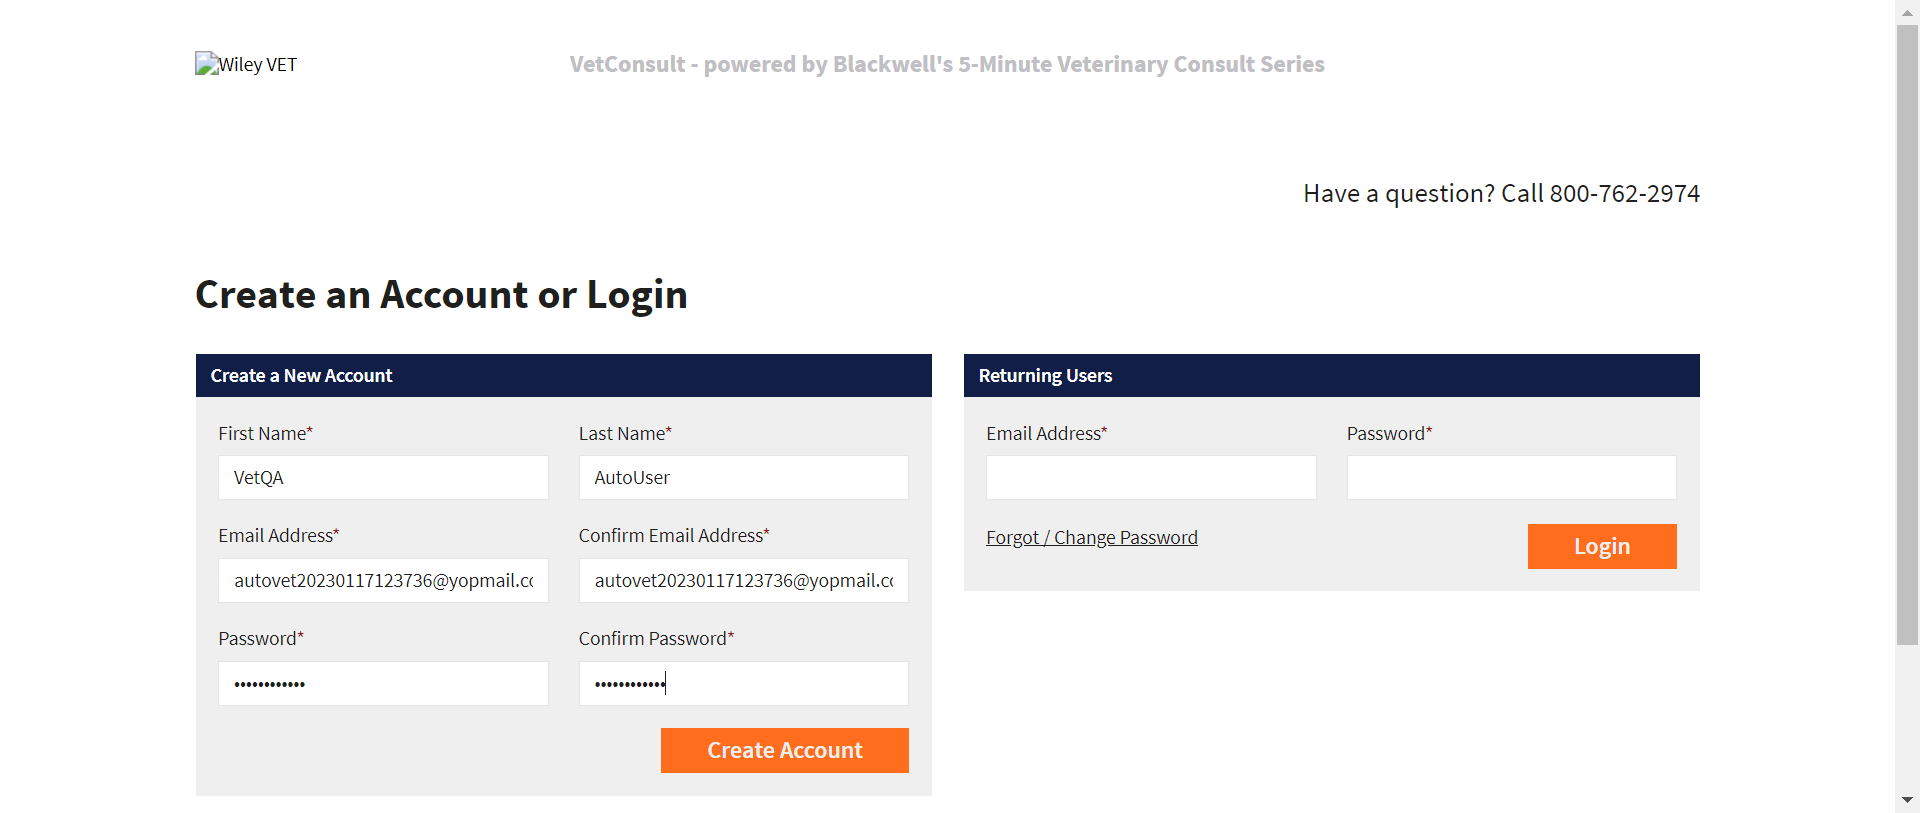 Wiley VET
VetConsult - powered by Blackwell's 5-Minute Veterinary Consult Series
Have a question? Call 800-762-2974
Create an Account or Login
Create a New Account
First Name*
Last Name*
VetQA
AutoUser
Email Address*
Confirm Email Address*
autovet20230117123736@yopmail.cc
autovet20230117123736@yopmail.cc
Password*
Confirm Password*
••••••••••••
••••••••••••
Create Account
Returning Users
Email Address*
Password*
Forgot / Change Password
Login